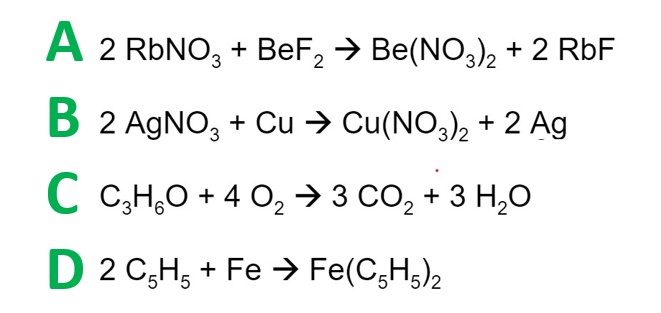 A 2 RbNO₃ + BeF₂ → Be(NO₃)₂ + 2 RbF
B 2 AgNO₃ + Cu → Cu(NO₃)₂ + 2 Ag
C C₃H₆O + 4 O₂ → 3 CO₂ + 3 H₂O
D 2 C₅H₅ + Fe → Fe(C₅H₅)₂